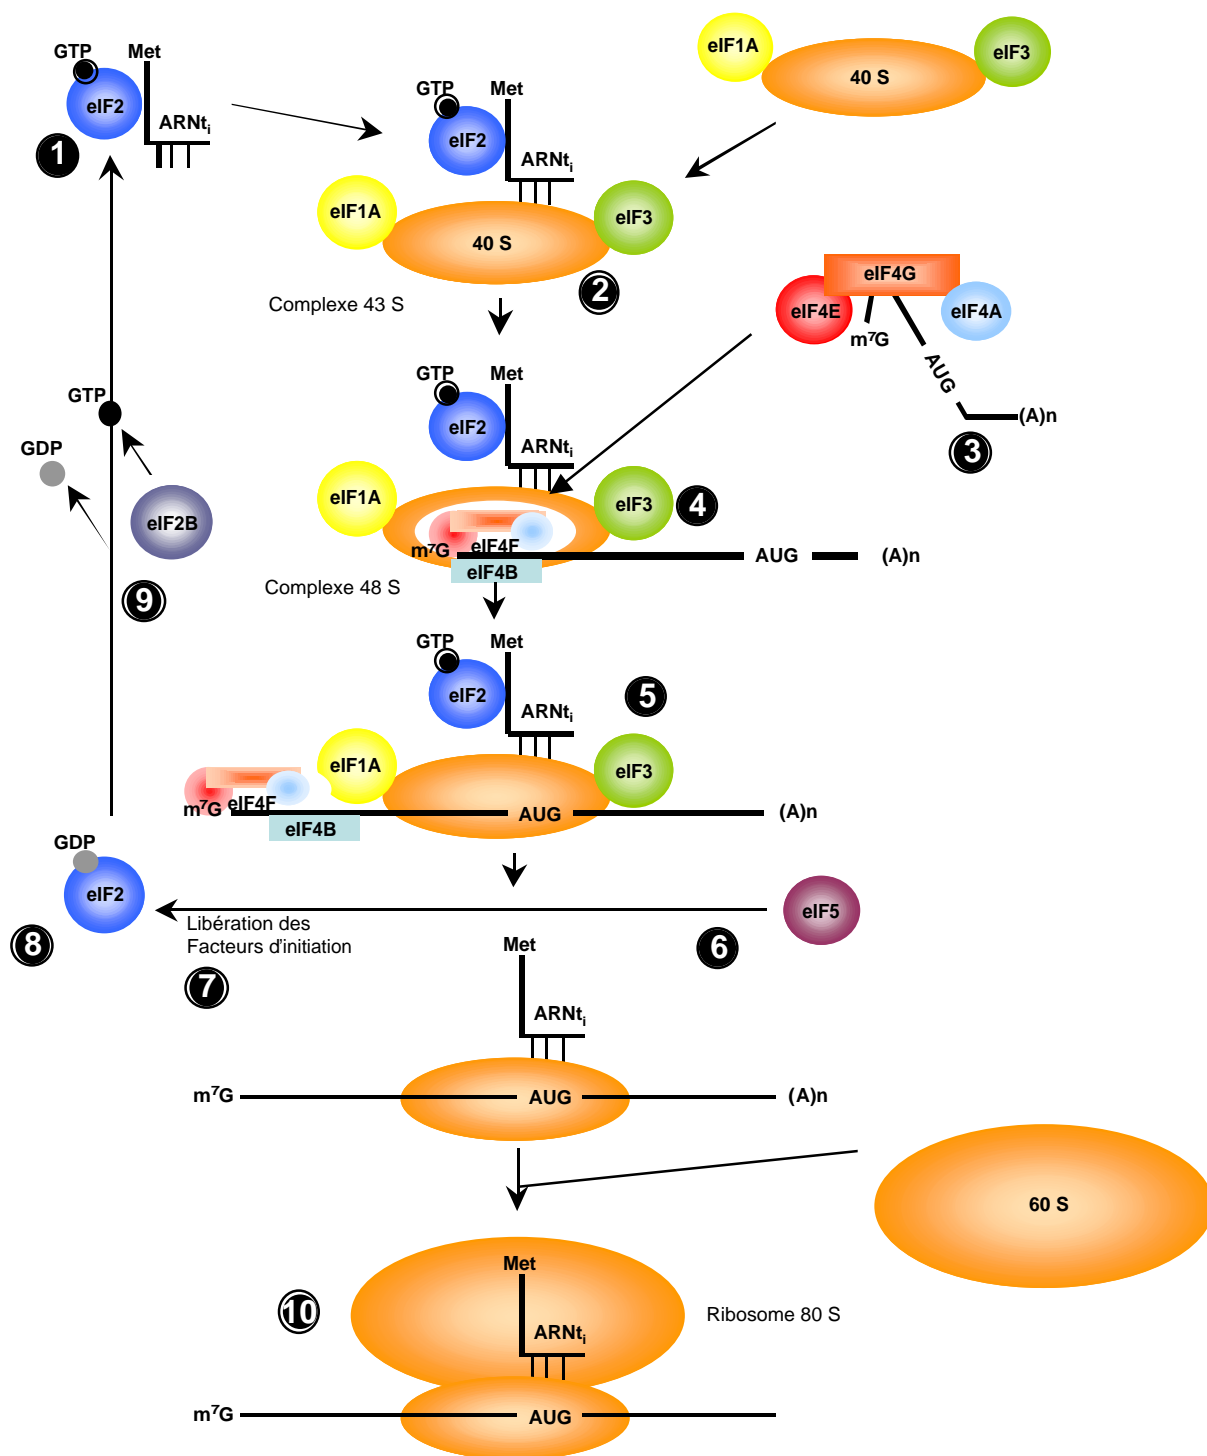 GTP Met
eIF2
ARNti
1
eIF1A
eIF3
40 S
GTP
Met
eIF2
ARNti
eIF1A
eIF3
40 S
2
Complexe 43 S
eIF4G
eIF4E
eIF4A
m7G
AUG
(A)n
3
GTP Met
eIF2
ARNti
eIF1A
eIF3
4
m7G
eIF4F
eIF4B
AUG
(A)n
Complexe 48 S
GTP
GDP
eIF2B
9
GTP Met
eIF2
5
ARNti
eIF1A
eIF3
m7G
eIF4F
eIF4B
AUG
(A)n
GDP
eIF2
8
eIF5
6
Libération des
Facteurs d'initiation
7
Met
ARNti
m7G
AUG
(A)n
60 S
Met
10
ARNti
Ribosome 80 S
m7G
AUG